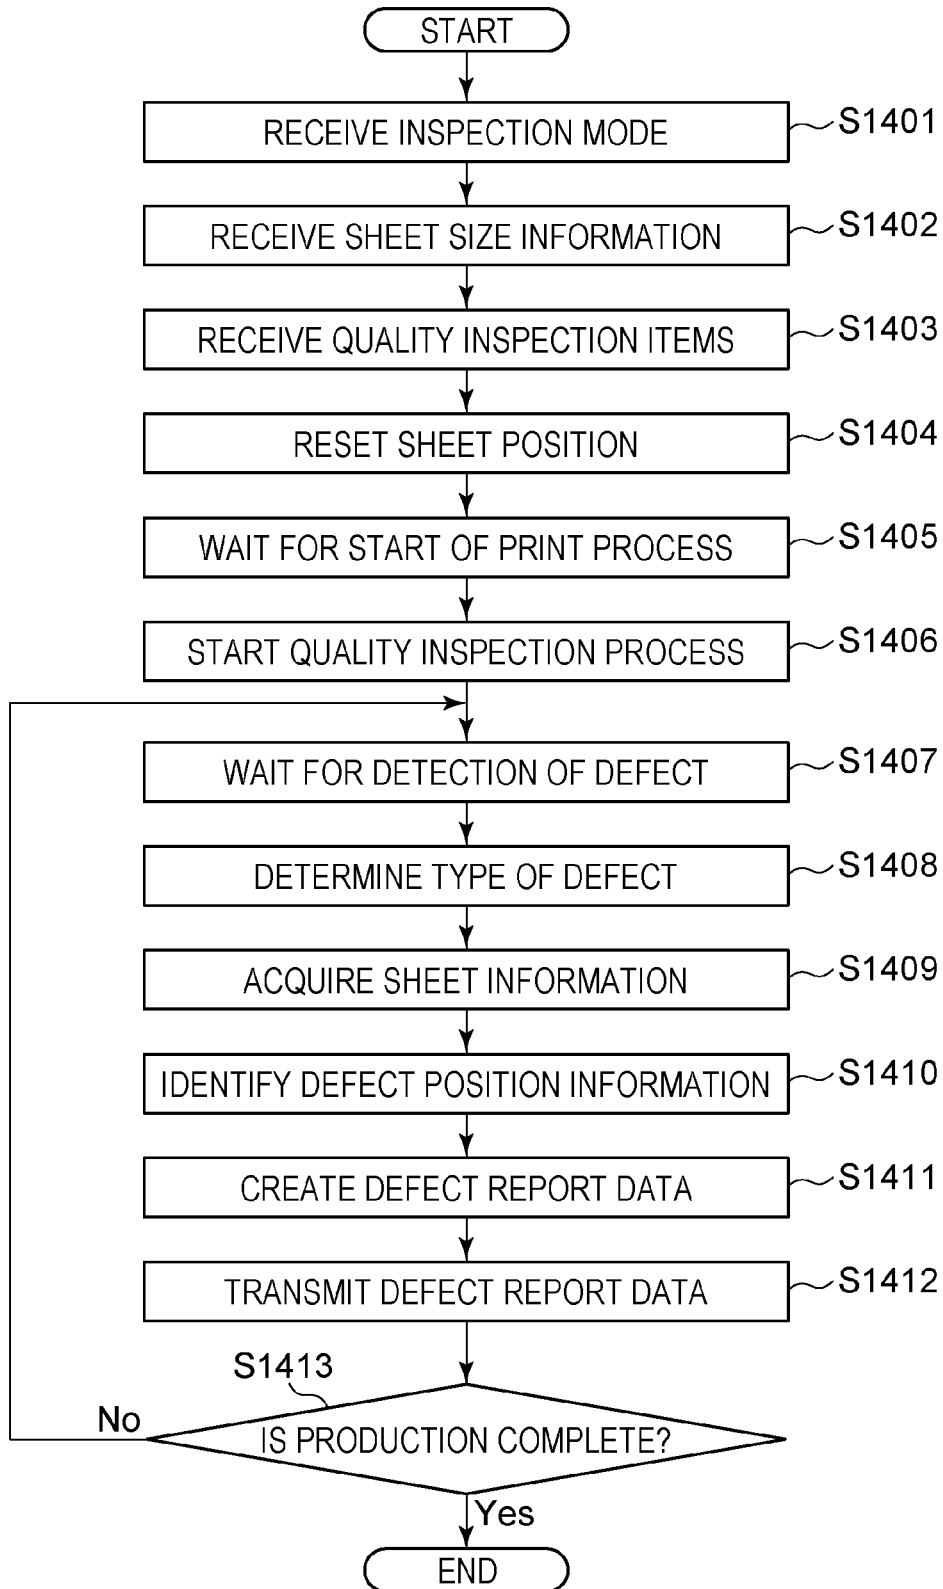 START
RECEIVE INSPECTION MODE
S1401
RECEIVE SHEET SIZE INFORMATION
S1402
RECEIVE QUALITY INSPECTION ITEMS
S1403
RESET SHEET POSITION
S1404
WAIT FOR START OF PRINT PROCESS
S1405
START QUALITY INSPECTION PROCESS
S1406
WAIT FOR DETECTION OF DEFECT
S1407
DETERMINE TYPE OF DEFECT
S1408
ACQUIRE SHEET INFORMATION
S1409
IDENTIFY DEFECT POSITION INFORMATION
S1410
CREATE DEFECT REPORT DATA
S1411
TRANSMIT DEFECT REPORT DATA
S1412
S1413
No
IS PRODUCTION COMPLETE?
Yes
END